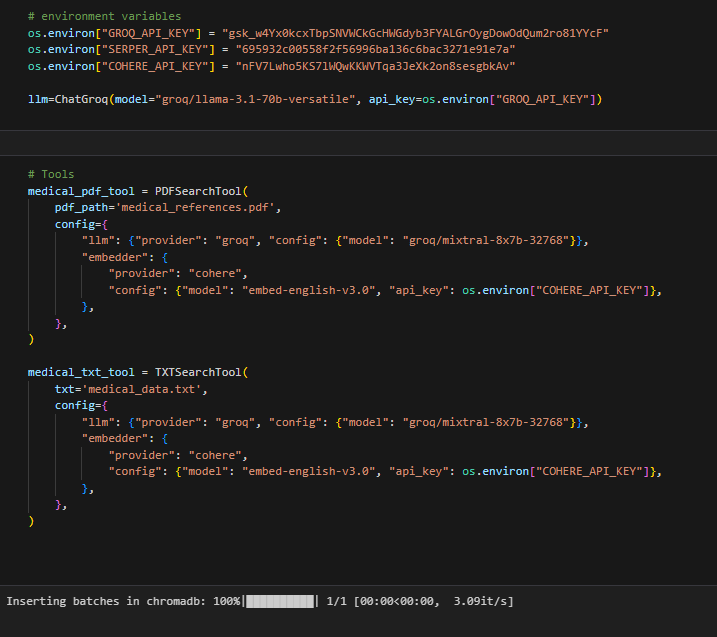 # environment variables
os.environ["GROQ_API_KEY"] = "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"
os.environ["SERPER_API_KEY"] = "695932c00558f2f56996ba136c6bac3271e91e7a"
os.environ["COHERE_API_KEY"] = "nFV7Lwho5KS7lWQwKKWVTqa3JeXk2on8sesgbkAv"
llm=ChatGroq(model="groq/llama-3.1-70b-versatile", api_key=os.environ["GROQ_API_KEY"])
# Tools
medical_pdf_tool = PDFSearchTool(
    pdf_path='medical_references.pdf',
    config={
        "llm": {"provider": "groq", "config": {"model": "groq/mixtral-8x7b-32768"}},
        "embedder": {
            "provider": "cohere",
            "config": {"model": "embed-english-v3.0", "api_key": os.environ["COHERE_API_KEY"]},
        },
    },
)
medical_txt_tool = TXTSearchTool(
    txt='medical_data.txt',
    config={
        "llm": {"provider": "groq", "config": {"model": "groq/mixtral-8x7b-32768"}},
        "embedder": {
            "provider": "cohere",
            "config": {"model": "embed-english-v3.0", "api_key": os.environ["COHERE_API_KEY"]},
        },
    },
)
Inserting batches in chromadb: 100%|██████████| 1/1 [00:00<00:00,  3.09it/s]